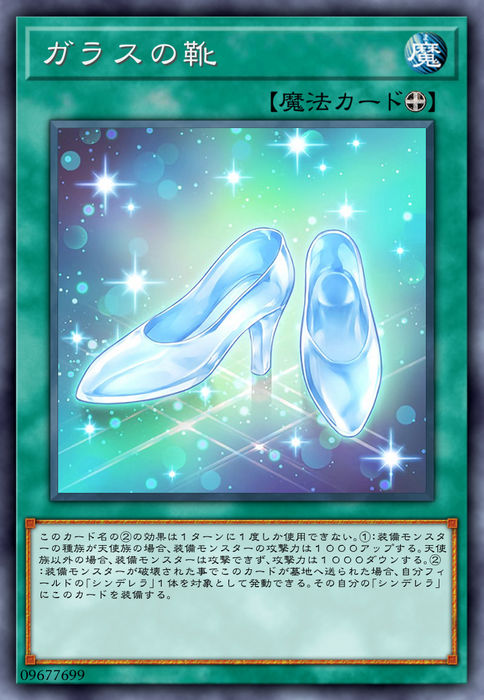 ガラスの靴
魔
【魔法カード】
このカード名の②の効果は１ターンに１度しか使用できない。①：装備モンスタ
ーの種族が天使族の場合、装備モンスターの攻撃力は１０００アップする。天使
族以外の場合、装備モンスターは攻撃できず、攻撃力は１０００ダウンする。②
：装備モンスターが破壊された事でこのカードが墓地へ送られた場合、自分フィ
ールドの「シンデレラ」１体を対象として発動できる。その自分の「シンデレラ」
にこのカードを装備する。
09677699